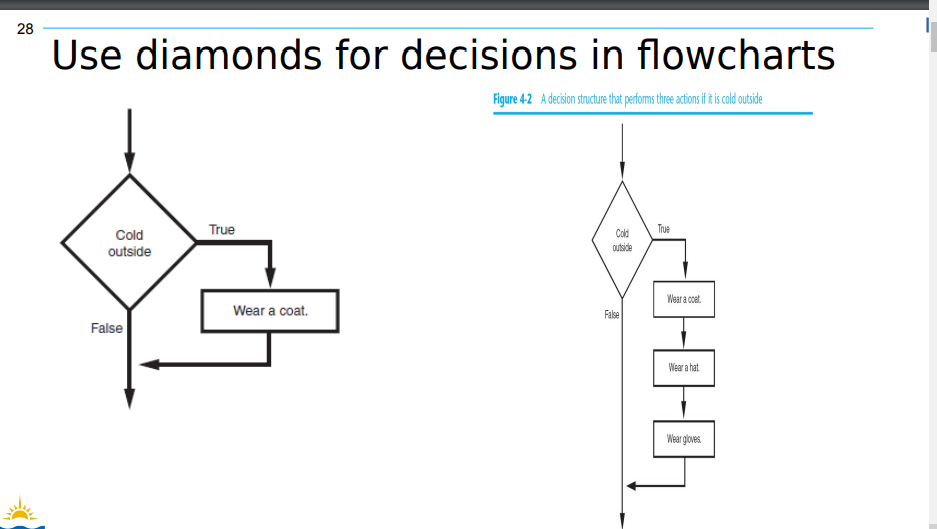 28
Use diamonds for decisions in flowcharts
Cold
outside
True
Wear a coat.
False
Figure 4-2 A decision structure that performs three actions if it is cold outside
Cold
outside
True
Wear a coat.
False
Wear a hat.
Wear gloves.